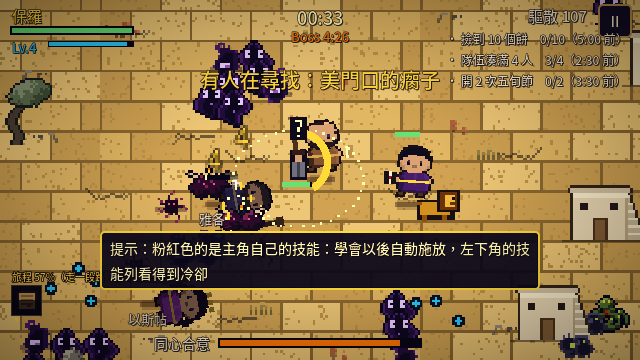 保羅
00:33
驅散 107
Lv.4
Boss 4:26
· 撿到 10 個餅 0/10（5:00 前）
· 隊伍湊滿 4 人 3/4（2:30 前）
· 開 2 次五旬節 0/2（3:30 前）
有人在尋找：美門口的瘸子
?
雅各
提示：粉紅色的是主角自己的技能：學會以後自動施放，左下角的技
能列看得到冷卻
旅程 57%
以斯帖
同心合意